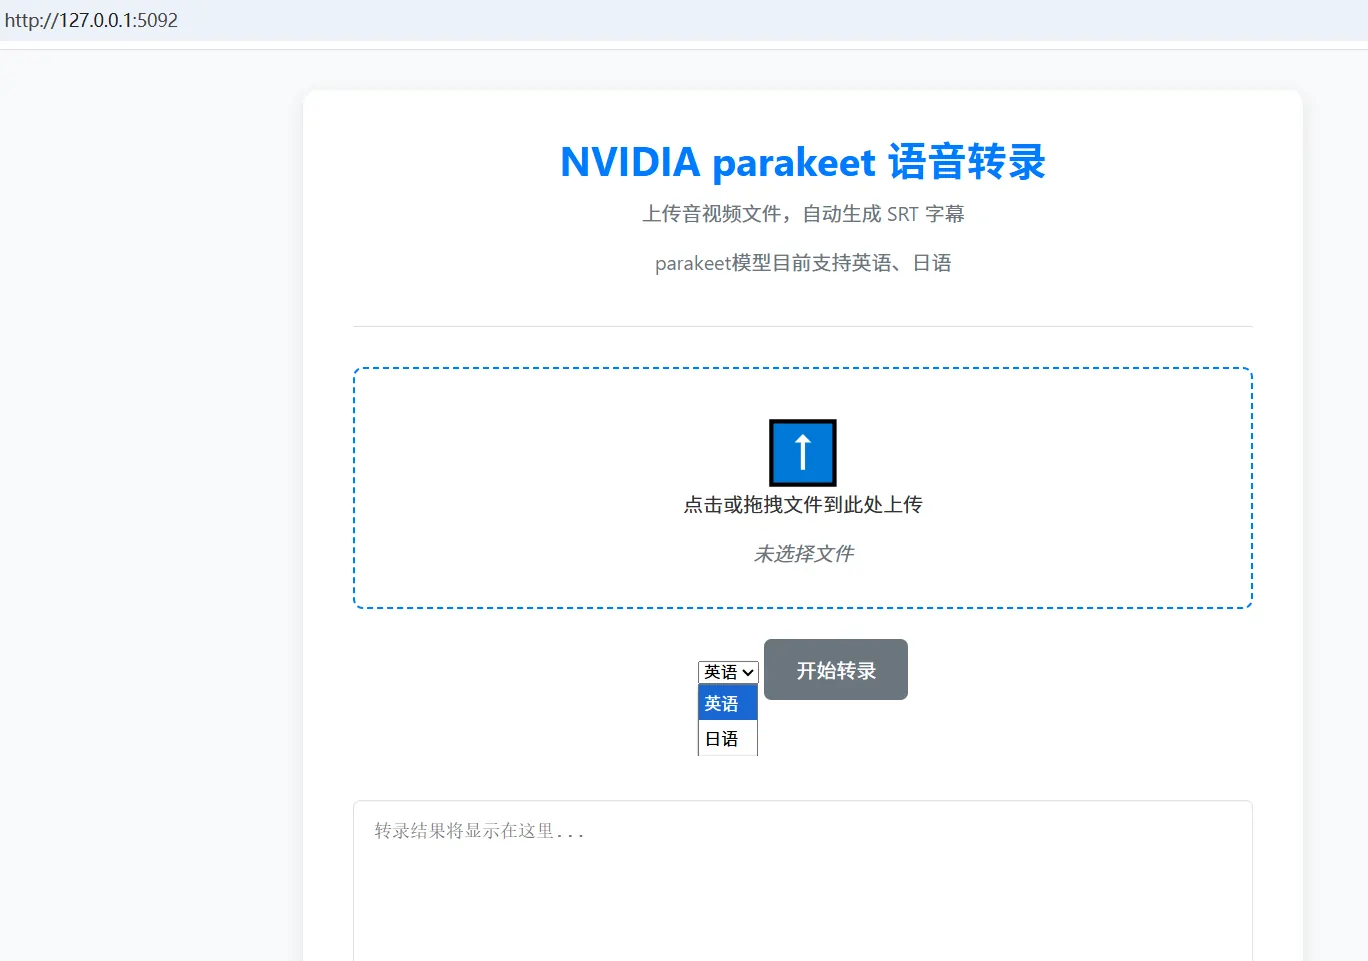 http://127.0.0.1:5092
NVIDIA parakeet 语音转录
上传音视频文件，自动生成 SRT 字幕
parakeet模型目前支持英语、日语
↑
点击或拖拽文件到此处上传
未选择文件
英语
开始转录
英语
日语
转录结果将显示在这里...